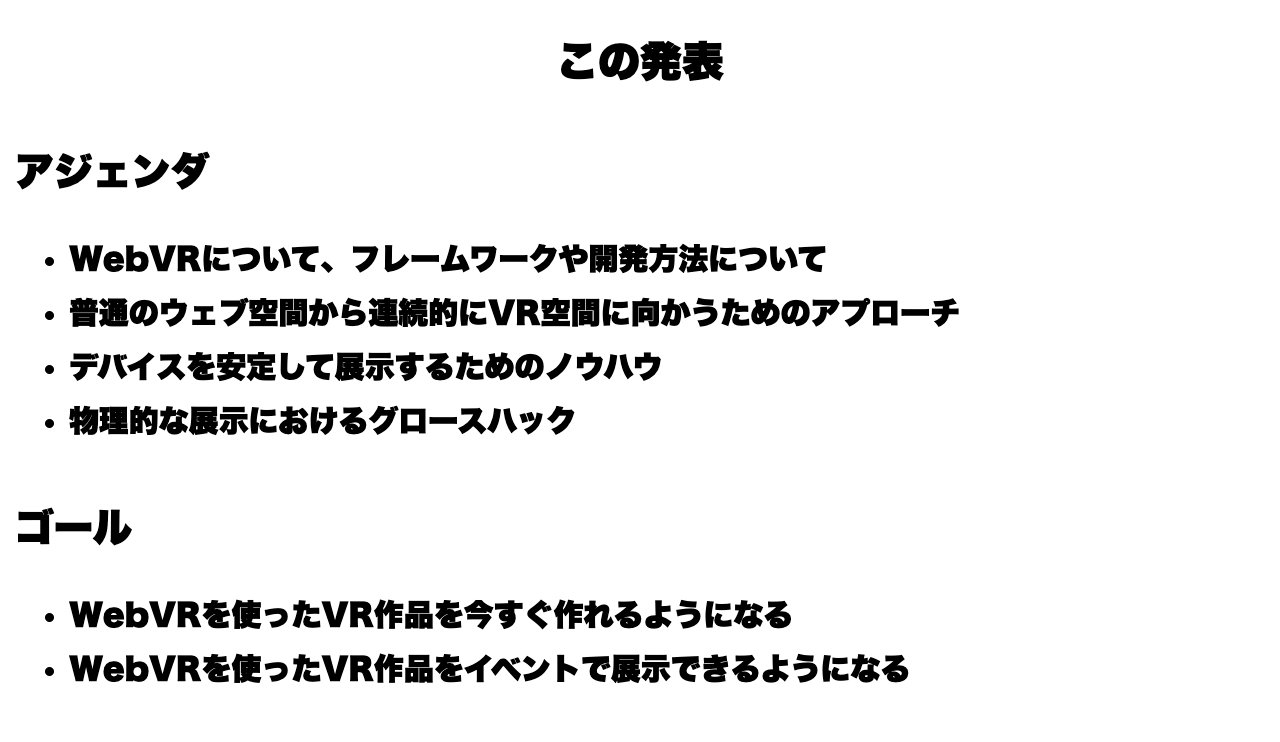 この発表
アジェンダ
• WebVRについて、フレームワークや開発方法について
• 普通のウェブ空間から連続的にVR空間に向かうためのアプローチ
• デバイスを安定して展示するためのノウハウ
• 物理的な展示におけるグロースハック
ゴール
• WebVRを使ったVR作品を今すぐ作れるようになる
• WebVRを使ったVR作品をイベントで展示できるようになる